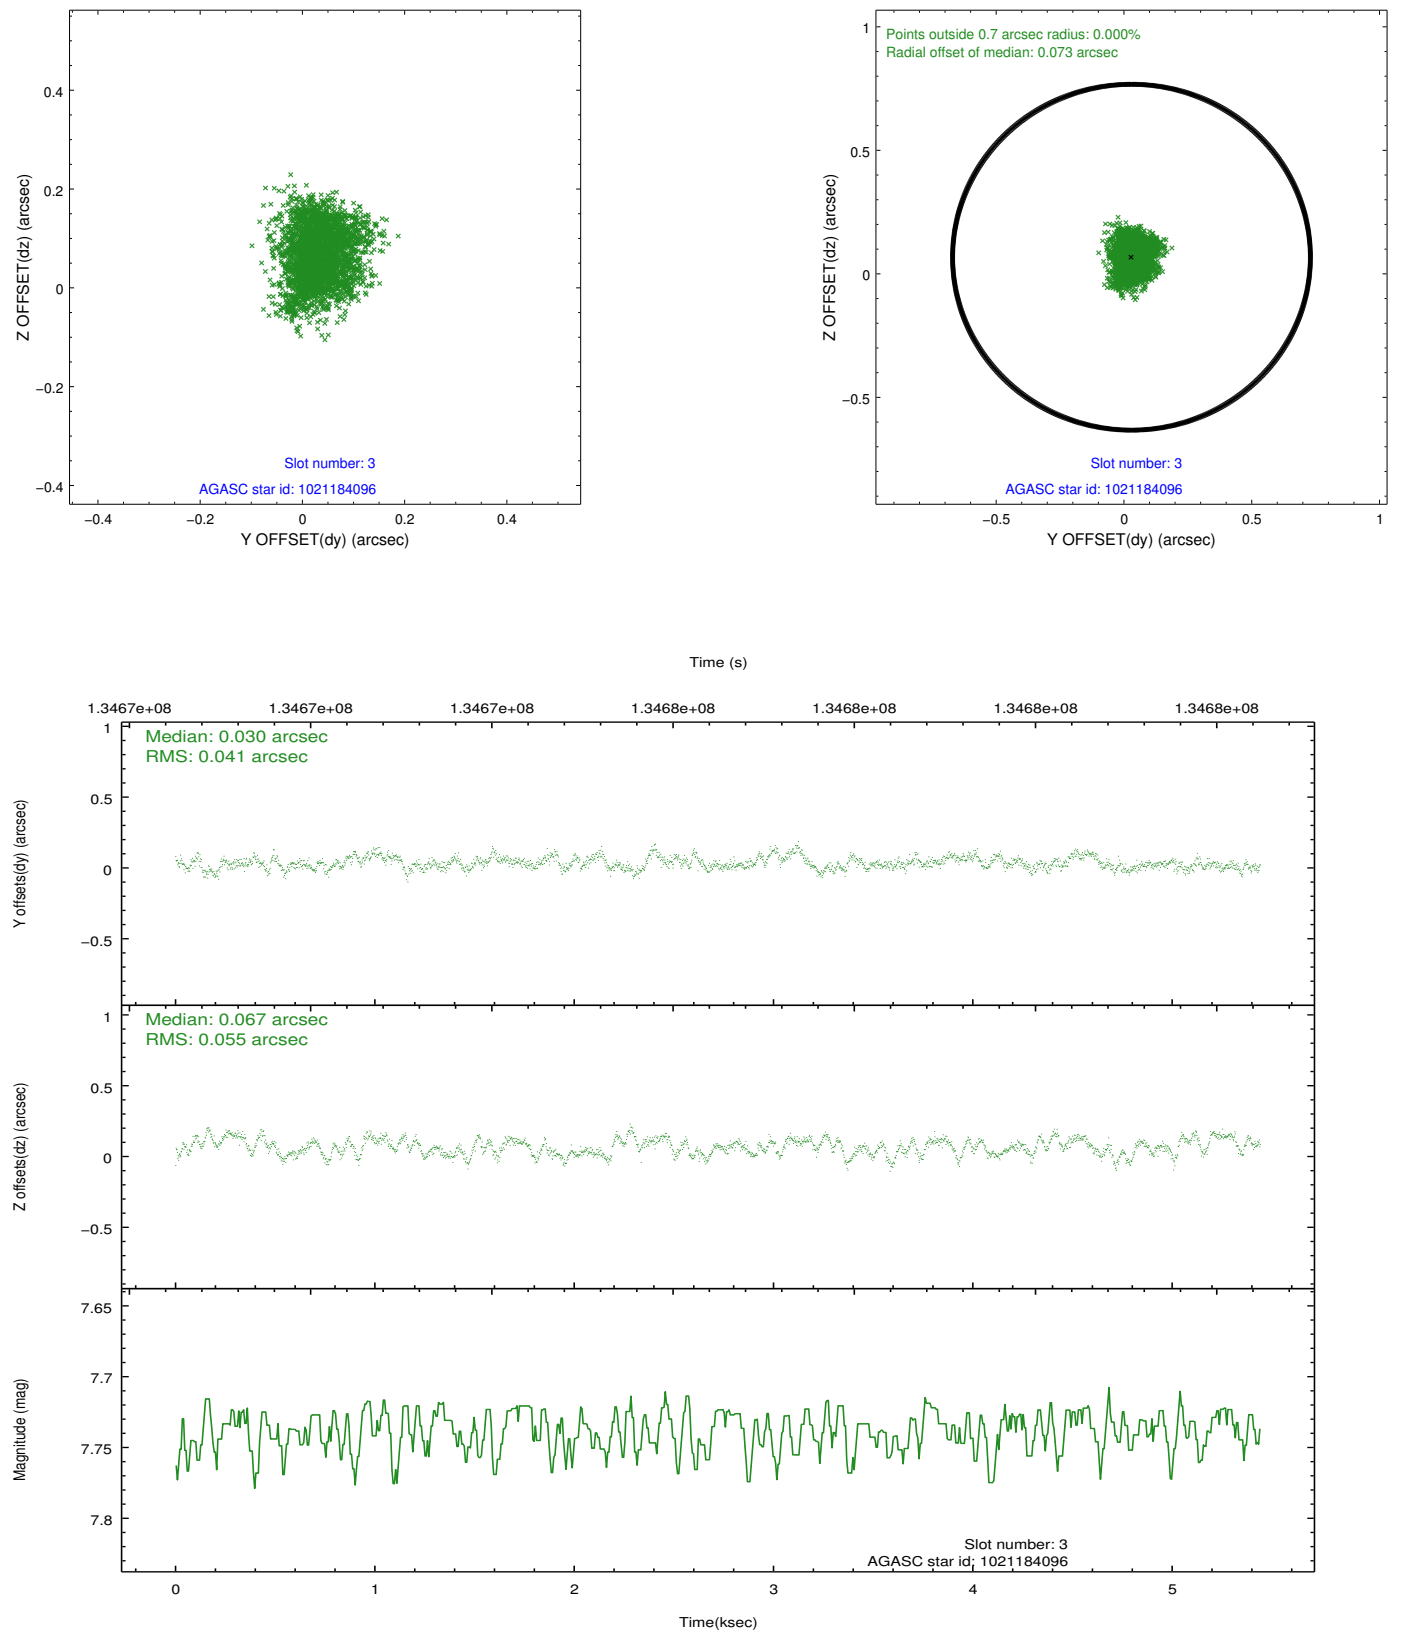 0.4
0.2
0
−0.2
−0.4
−0.4
−0.2
0
0.2
0.4
Z OFFSET(dz) (arcsec)
Y OFFSET(dy) (arcsec)
Slot number: 3
AGASC star id: 1021184096
Points outside 0.7 arcsec radius: 0.000%
Radial offset of median: 0.073 arcsec
1
0.5
0
−0.5
−0.5
0
0.5
1
Z OFFSET(dz) (arcsec)
Y OFFSET(dy) (arcsec)
Slot number: 3
AGASC star id: 1021184096
Time (s)
1.3467e+08 1.3467e+08 1.3467e+08 1.3468e+08 1.3468e+08 1.3468e+08 1.3468e+08
Median: 0.030 arcsec
RMS: 0.041 arcsec
1
0.5
0
−0.5
Y offsets(dy) (arcsec)
Median: 0.067 arcsec
RMS: 0.055 arcsec
1
0.5
0
−0.5
Z offsets(dz) (arcsec)
7.65
7.7
7.75
7.8
Magnitude (mag)
Slot number: 3
AGASC star id: 1021184096
0 1 2 3 4 5
Time(ksec)